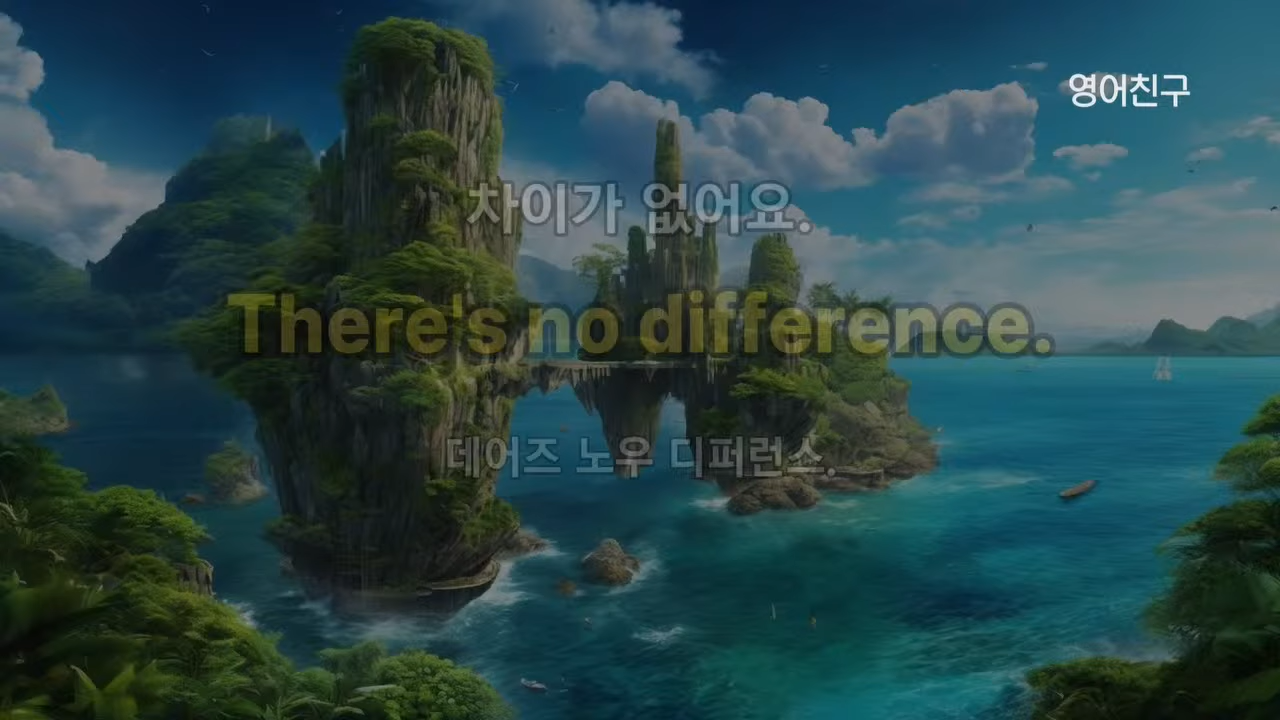 영어친구
차이가 없어요.
There's no difference.
데어즈 노우 디퍼런스.